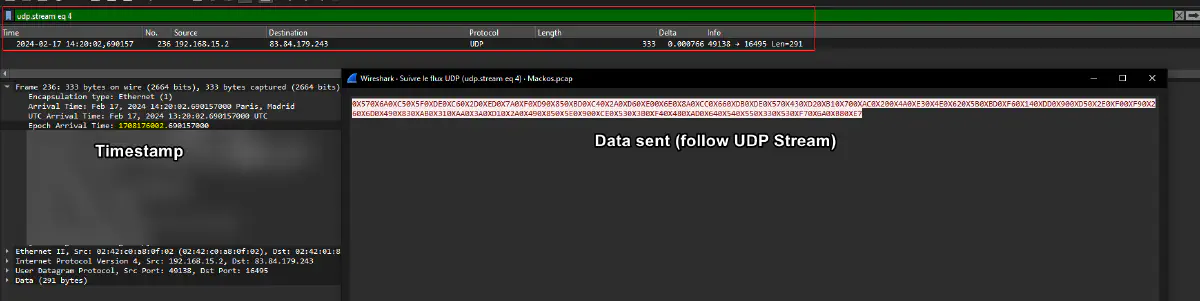 udp.stream eq 4
Time No. Source Destination Protocol Length Delta Info
2024-02-17 14:20:02,690157 236 192.168.15.2 83.84.179.243 UDP 333 0.000766 49138 → 16495 Len=291
Wireshark · Suivre le flux UDP (udp.stream eq 4) · Mackos.pcap
Frame 236: 333 bytes on wire (2664 bits), 333 bytes captured (2664 bits)
Encapsulation type: Ethernet (1)
Arrival Time: Feb 17, 2024 14:20:02.690157000 Paris, Madrid
UTC Arrival Time: Feb 17, 2024 13:20:02.690157000 UTC
Epoch Arrival Time: 1708176002.690157000
Timestamp
Data sent (follow UDP Stream)
Ethernet II, Src: 02:42:c0:a8:0f:02 (02:42:c0:a8:0f:02), Dst: 02:42:01:8
Internet Protocol Version 4, Src: 192.168.15.2, Dst: 83.84.179.243
User Datagram Protocol, Src Port: 49138, Dst Port: 16495
Data (291 bytes)